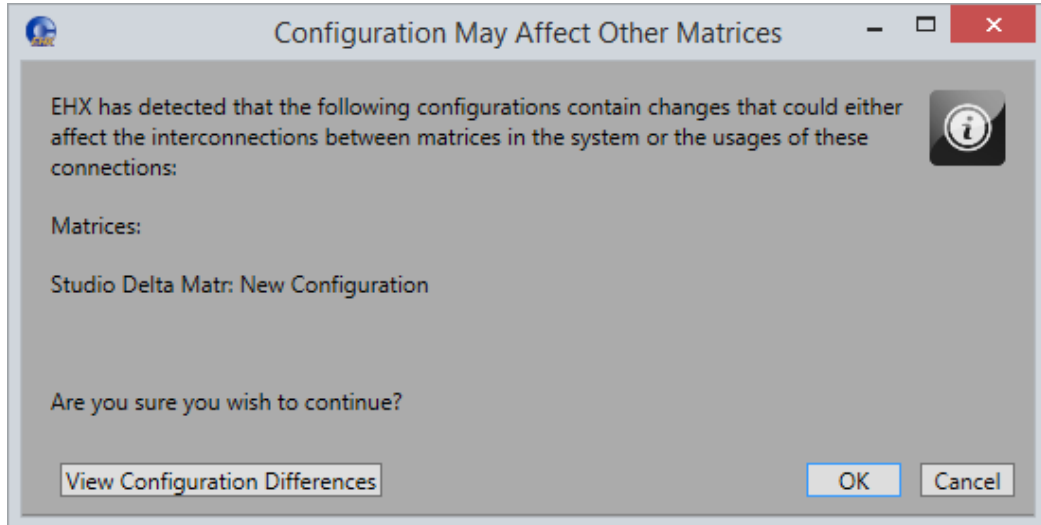 Configuration May Affect Other Matrices
EHX has detected that the following configurations contain changes that could either
affect the interconnections between matrices in the system or the usages of these
connections:
Matrices:
Studio Delta Matr: New Configuration
Are you sure you wish to continue?
View Configuration Differences
OK
Cancel